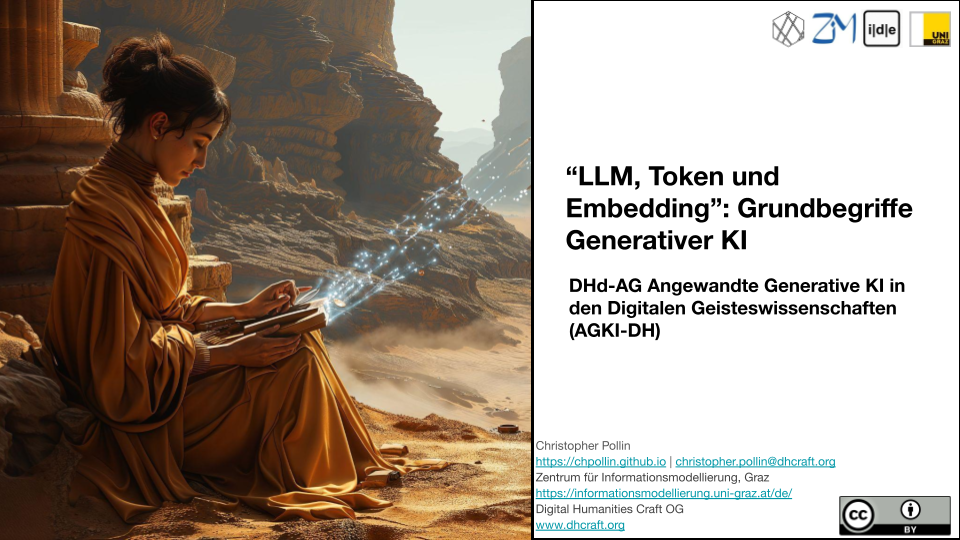 ZIM
i|d|e
UNI
GRAZ
“LLM, Token und
Embedding”: Grundbegriffe
Generativer KI
DHd-AG Angewandte Generative KI in
den Digitalen Geisteswissenschaften
(AGKI-DH)
Christopher Pollin
https://chpollin.github.io | christopher.pollin@dhcraft.org
Zentrum für Informationsmodellierung, Graz
https://informationsmodellierung.uni-graz.at/de/
Digital Humanities Craft OG
www.dhcraft.org
cc
BY